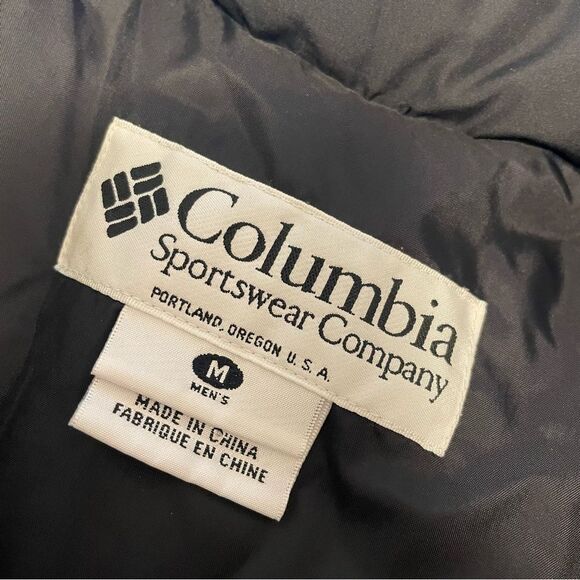 Columbia
Sportswear Company
PORTLAND, OREGON U.S.A.
M
MEN'S
MADE IN CHINA
FABRIQUE EN CHINE